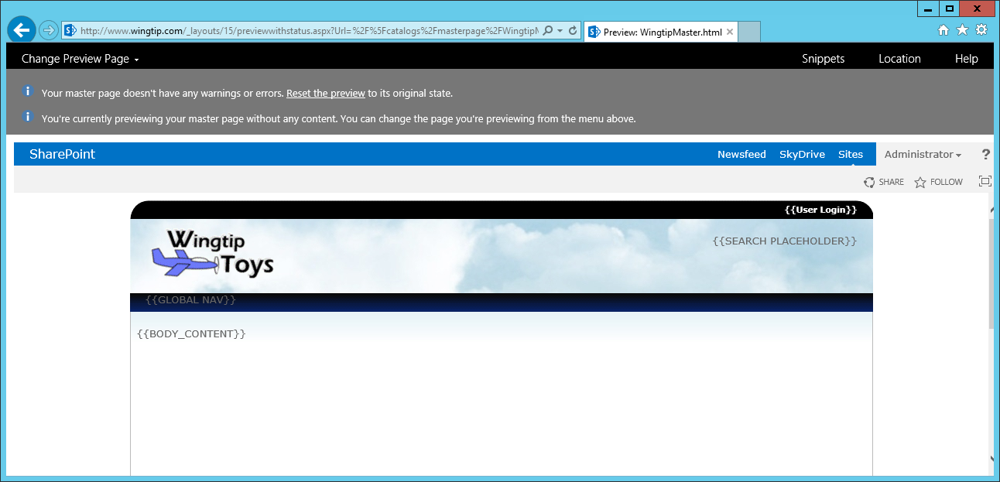 http://www.wingtip.com/_layouts/15/previewwithstatus.aspx?Url=%2F%5Fcatalogs%2Fmasterpage%2FWingtipM
Preview: WingtipMaster.html
Change Preview Page
Snippets
Location
Help
Your master page doesn't have any warnings or errors. Reset the preview to its original state.
You're currently previewing your master page without any content. You can change the page you're previewing from the menu above.
SharePoint
Newsfeed
SkyDrive
Sites
Administrator
?
SHARE
FOLLOW
{{User Login}}
Wingtip
Toys
{{SEARCH PLACEHOLDER}}
{{GLOBAL NAV}}
{{BODY_CONTENT}}